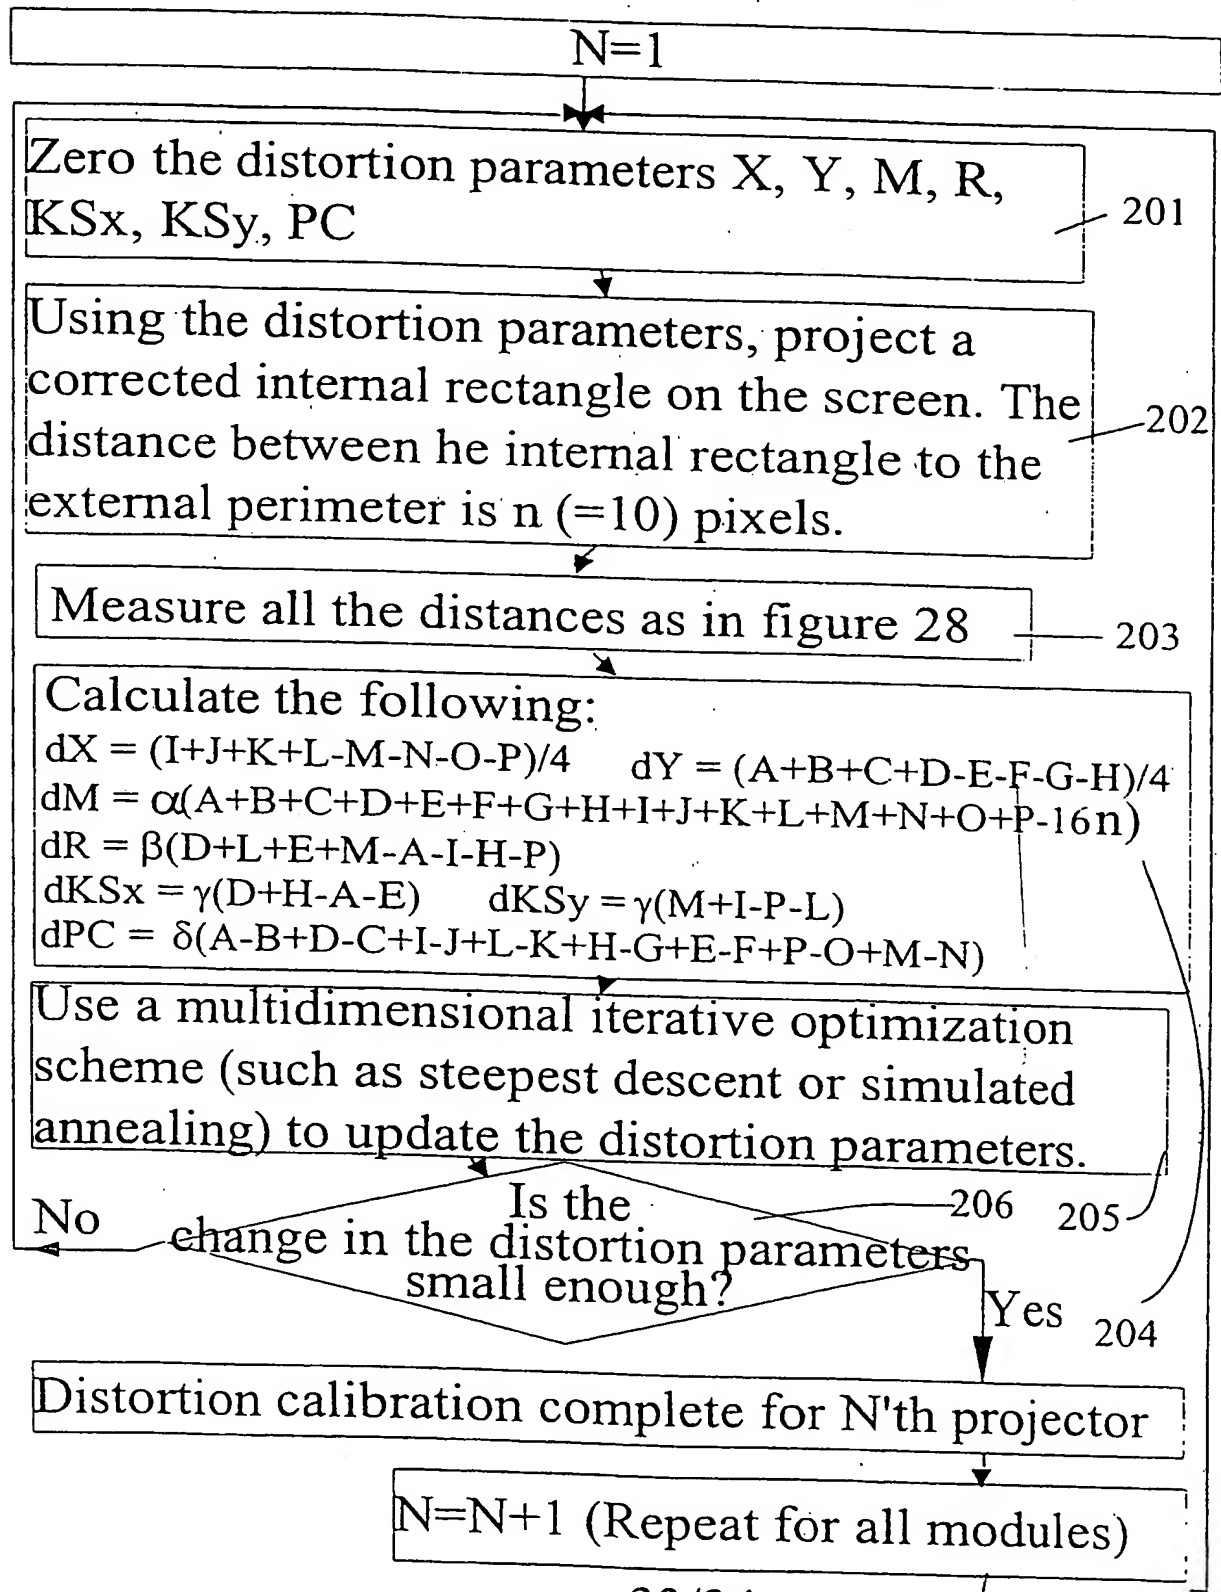 N=1
Zero the distortion parameters X, Y, M, R,
KSx, KSy, PC
201
Using the distortion parameters, project a
corrected internal rectangle on the screen. The
distance between he internal rectangle to the
external perimeter is n (=10) pixels.
202
Measure all the distances as in figure 28
203
Calculate the following:
dX = (I+J+K+L-M-N-O-P)/4 dY = (A+B+C+D-E-F-G-H)/4
dM = α(A+B+C+D+E+F+G+H+I+J+K+L+M+N+O+P-16n)
dR = β(D+L+E+M-A-I-H-P)
dKSx = γ(D+H-A-E) dKSy = γ(M+I-P-L)
dPC = δ(A-B+D-C+I-J+L-K+H-G+E-F+P-O+M-N)
Use a multidimensional iterative optimization
scheme (such as steepest descent or simulated
annealing) to update the distortion parameters.
Is the
change in the distortion parameters
small enough?
206
205
No
Yes
204
Distortion calibration complete for N'th projector
N=N+1 (Repeat for all modules)